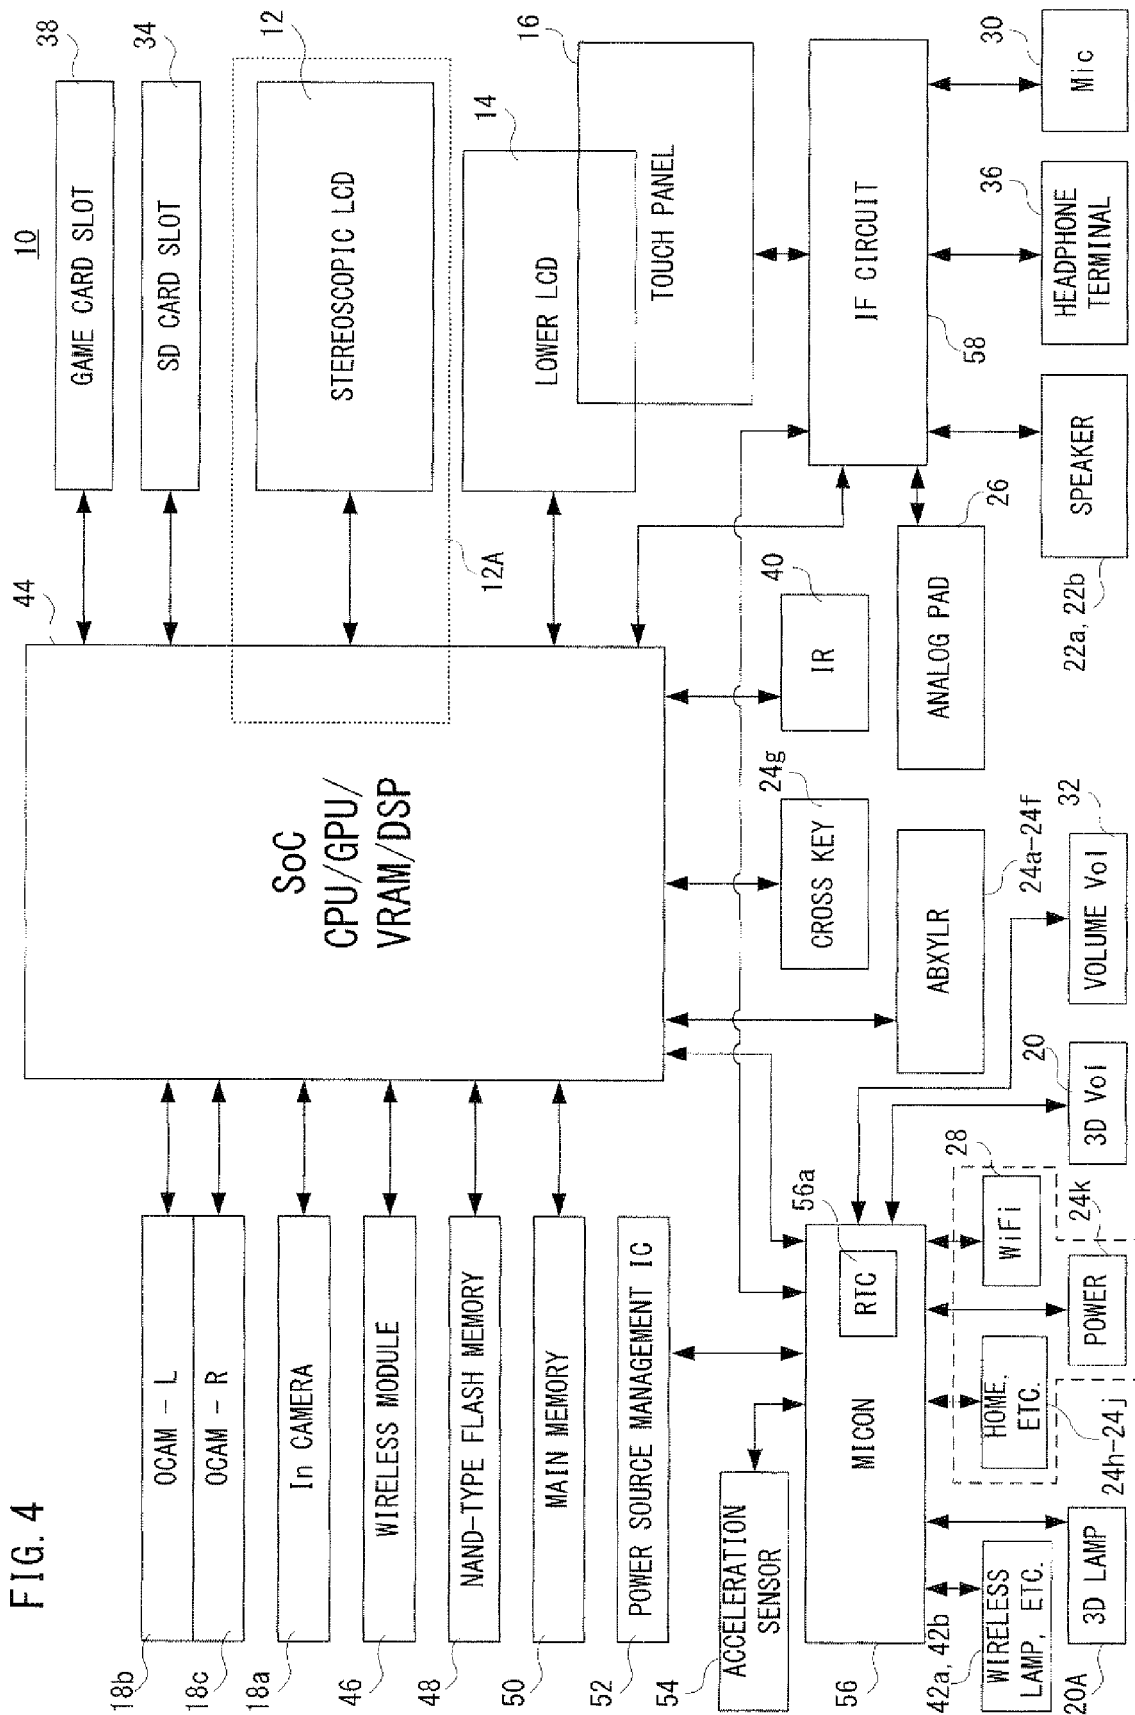 FIG. 4
10
18b
OCAM - L
18c
OCAM - R
18a
In CAMERA
46
WIRELESS MODULE
48
NAND-TYPE FLASH MEMORY
50
MAIN MEMORY
52
POWER SOURCE MANAGEMENT IC
44
SoC
CPU/GPU/
VRAM/DSP
38
GAME CARD SLOT
34
SD CARD SLOT
12
STEREOSCOPIC LCD
12A
14
LOWER LCD
16
TOUCH PANEL
54
ACCELERATION
SENSOR
56
MICON
56a
RTC
24g
CROSS KEY
40
IR
24a-24f
ABXYLR
26
ANALOG PAD
58
IF CIRCUIT
42a, 42b
WIRELESS
LAMP, ETC.
20A
3D LAMP
24h-24j
HOME,
ETC.
28
WiFi
24k
POWER
20
3D Vol
32
VOLUME Vol
22a, 22b
SPEAKER
36
HEADPHONE
TERMINAL
30
Mic